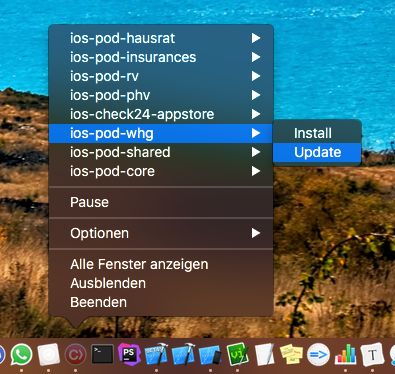 ios-pod-hausrat
ios-pod-insurances
ios-pod-rv
ios-pod-phv
ios-check24-appstore
ios-pod-whg
Install
ios-pod-shared
Update
ios-pod-core
Pause
Optionen
Alle Fenster anzeigen
Ausblenden
Beenden
PS
T